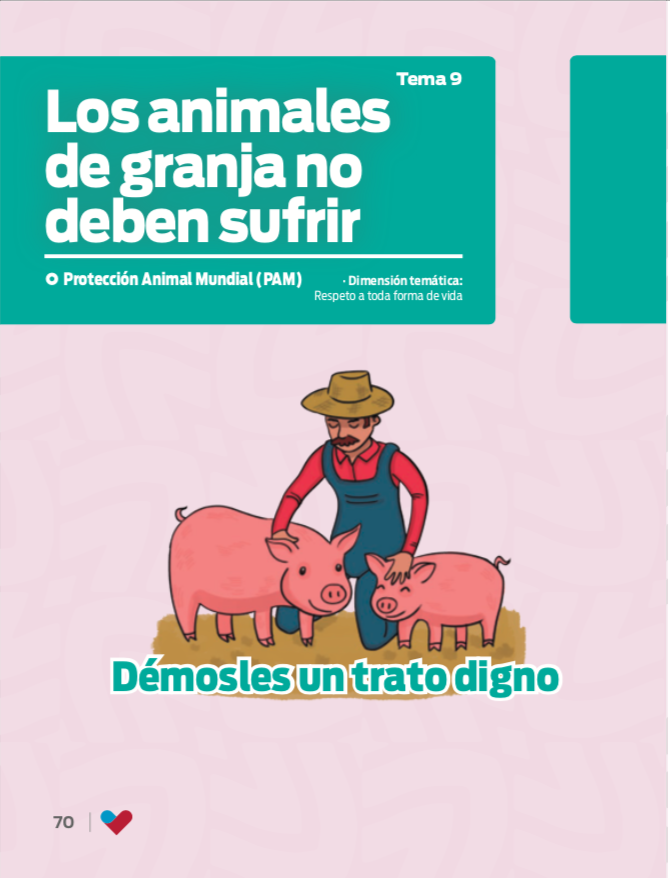 Tema 9
Los animales
de granja no
deben sufrir
Protección Animal Mundial (PAM)
· Dimensión temática:
Respeto a toda forma de vida
Démosles un trato digno
70